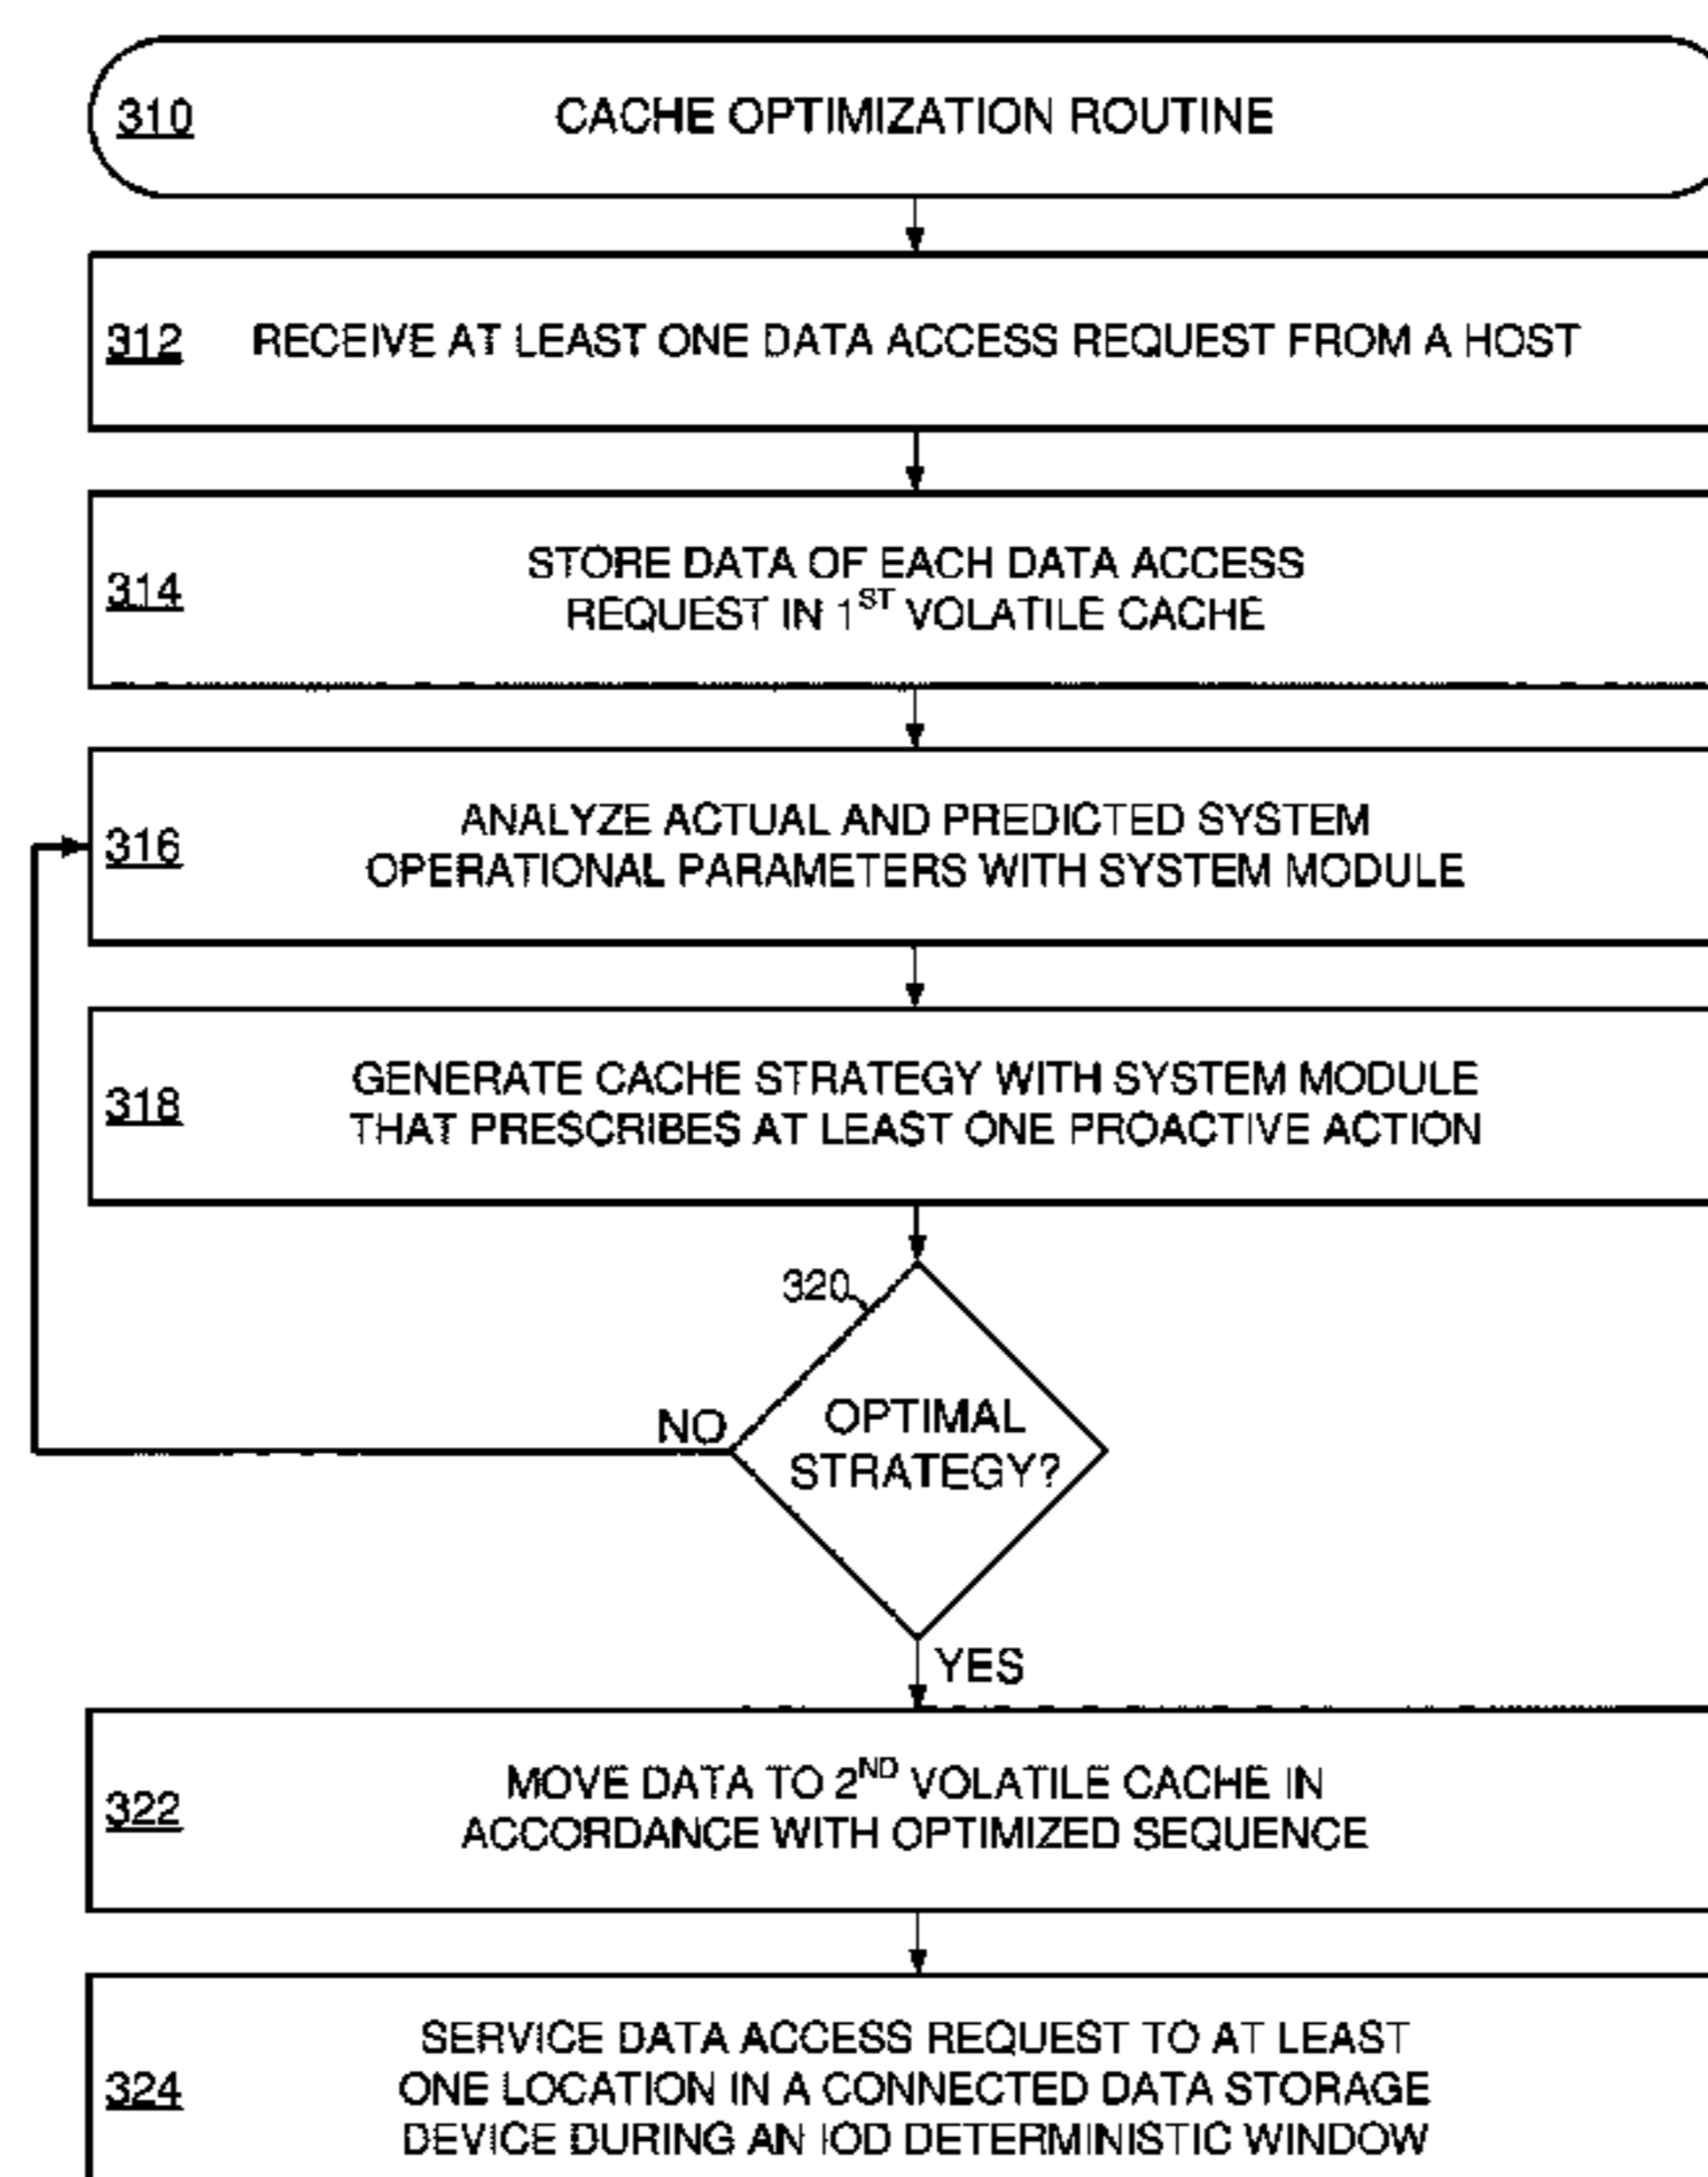 310 CACHE OPTIMIZATION ROUTINE
312 RECEIVE AT LEAST ONE DATA ACCESS REQUEST FROM A HOST
314
STORE DATA OF EACH DATA ACCESS
REQUEST IN 1ST VOLATILE CACHE
316
ANALYZE ACTUAL AND PREDICTED SYSTEM
OPERATIONAL PARAMETERS WITH SYSTEM MODULE
318
GENERATE CACHE STRATEGY WITH SYSTEM MODULE
THAT PRESCRIBES AT LEAST ONE PROACTIVE ACTION
320
OPTIMAL
STRATEGY?
NO
YES
322
MOVE DATA TO 2ND VOLATILE CACHE IN
ACCORDANCE WITH OPTIMIZED SEQUENCE
324
SERVICE DATA ACCESS REQUEST TO AT LEAST
ONE LOCATION IN A CONNECTED DATA STORAGE
DEVICE DURING AN IOD DETERMINISTIC WINDOW